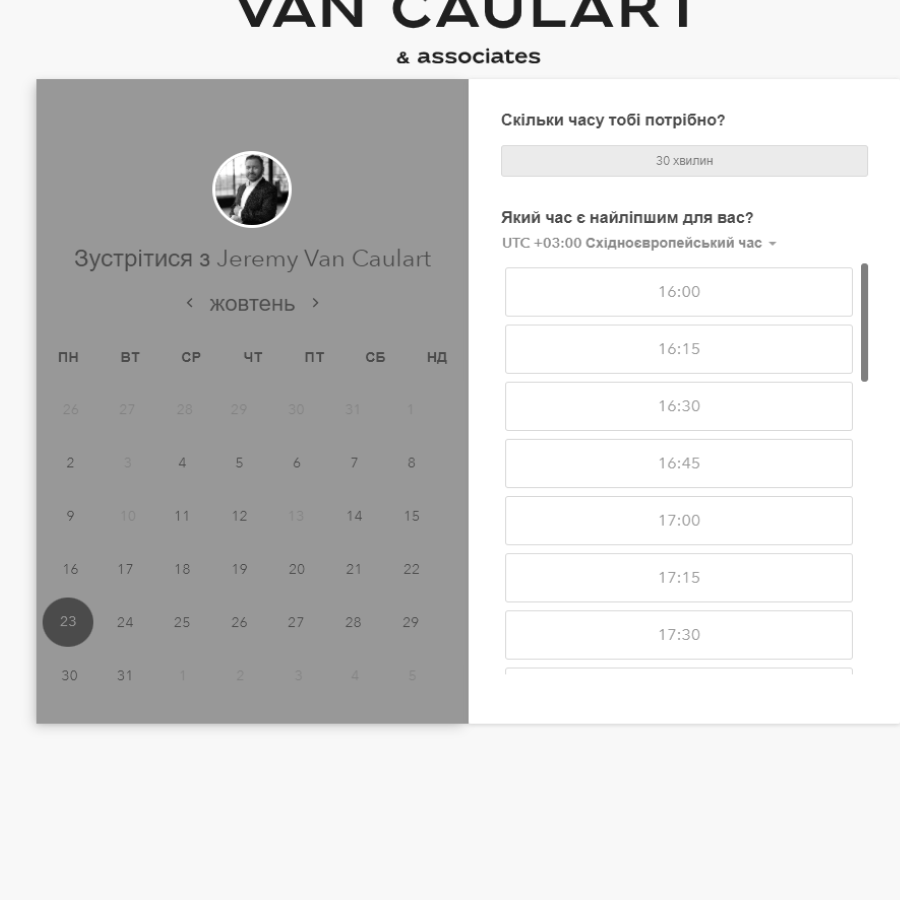 VAN CAULART
& associates
Зустрітися з Jeremy Van Caulart
жовтень
ПН ВТ СР ЧТ ПТ СБ НД
26 27 28 29 30 31 1
2 3 4 5 6 7 8
9 10 11 12 13 14 15
16 17 18 19 20 21 22
23 24 25 26 27 28 29
30 31 1 2 3 4 5
Скільки часу тобі потрібно?
30 хвилин
Який час є найліпшим для вас?
UTC +03:00 Східноєвропейський час
16:00
16:15
16:30
16:45
17:00
17:15
17:30